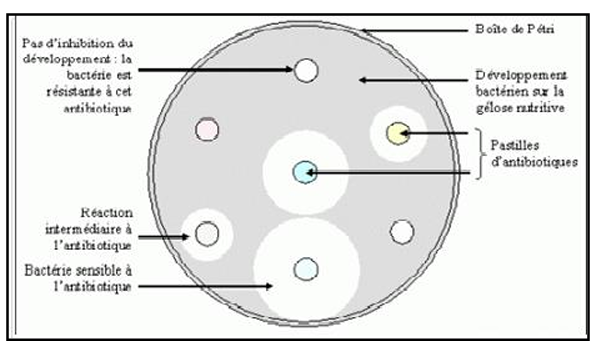 Pas d'inhibition du
développement : la
bactérie est
résistante à cet
antibiotique
Réaction
intermédiaire à
l'antibiotique
Bactérie sensible à
l'antibiotique
Boîte de Pétri
Développement
bactérien sur la
gélose nutritive
Pastilles
d'antibiotiques